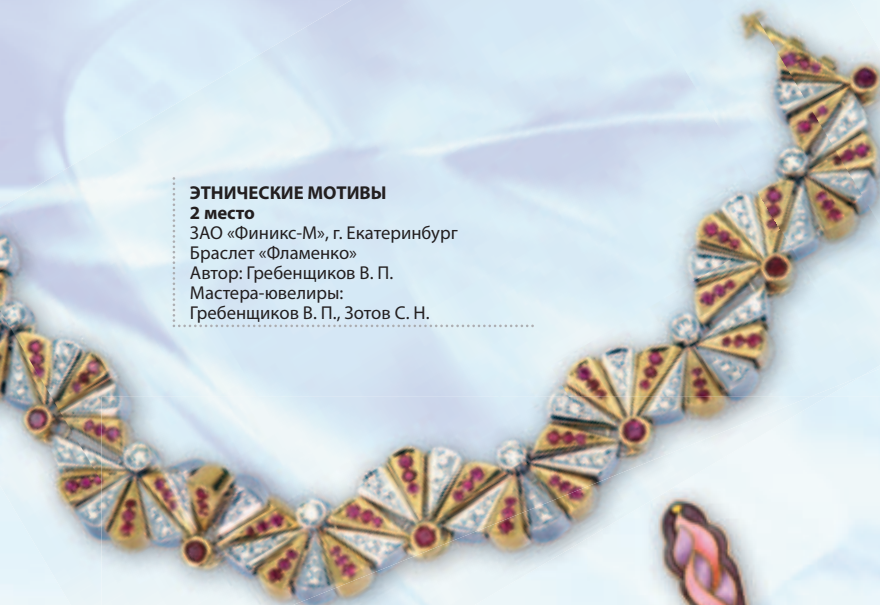 ЭТНИЧЕСКИЕ МОТИВЫ
2 место
ЗАО «Финикс-М», г. Екатеринбург
Браслет «Фламенко»
Автор: Гребенщиков В. П.
Мастера-ювелиры:
Гребенщиков В. П., Зотов С. Н.